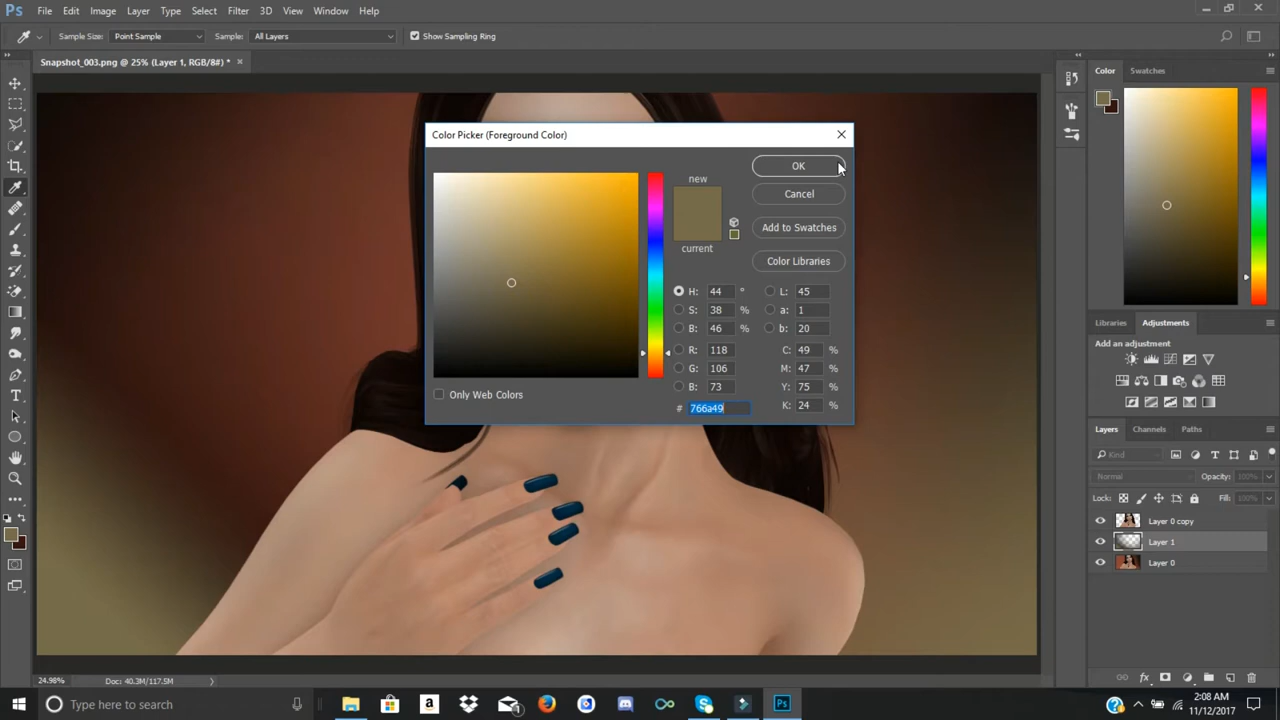 Ps File Edit Image Layer Type Select Filter 3D View Window Help
Sample Size: Point Sample Sample: All Layers Show Sampling Ring
Snapshot_003.png @ 25% (Layer 1, RGB/8#) * ×
Color Swatches
Color Picker (Foreground Color)
OK
new
Cancel
Add to Swatches
current
Color Libraries
H: 44 ° L: 45
S: 38 % a: 1
B: 46 % b: 20
R: 118 C: 49 %
G: 106 M: 47 %
B: 73 Y: 75 %
# 766a49 K: 24 %
Only Web Colors
Libraries Adjustments
Add an adjustment
Layers Channels Paths
Kind
Normal Opacity: 100%
Lock: Fill: 100%
Layer 0 copy
Layer 1
Layer 0
24.98% Doc: 40.3M/117.5M
Type here to search
2:08 AM
11/12/2017